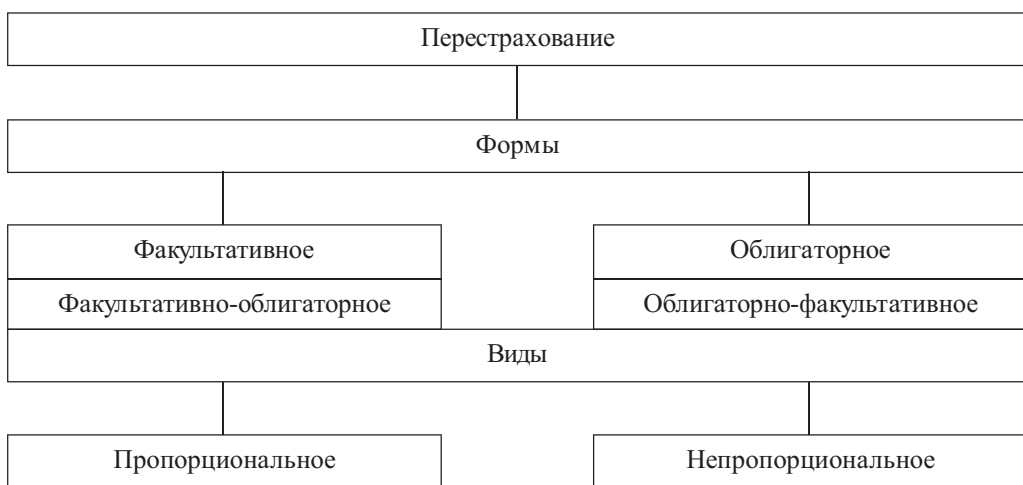 Перестрахование
Формы
Факультативное
Облигаторное
Факультативно-облигаторное
Облигаторно-факультативное
Виды
Пропорциональное
Непропорциональное